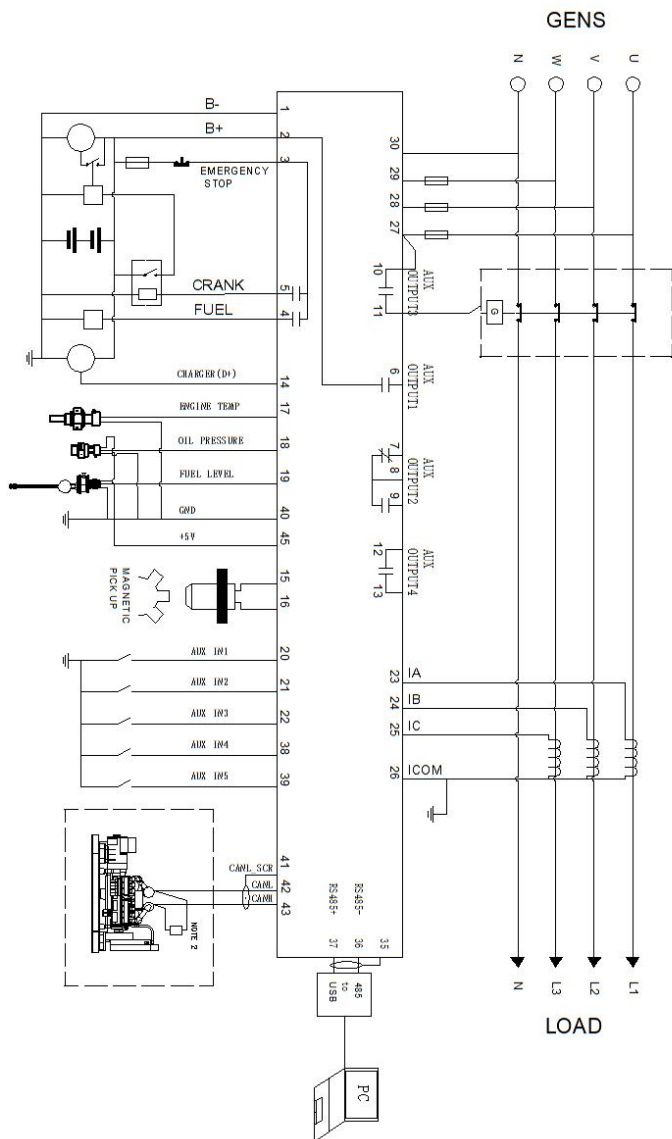 GENS
N W V U
B-
1
B+
2
3
EMERGENCY
STOP
CRANK
5
FUEL
4
CHARGER(D+)
14
ENGINE TEMP
17
OIL PRESSURE
18
FUEL LEVEL
19
GND
40
+5V
45
MAGNETIC
PICK UP
15
16
AUX IN1
20
AUX IN2
21
AUX IN3
22
AUX IN4
38
AUX IN5
39
CANL_SCR
41
CANL
42
CANH
43
NOTE 2
30
29
28
27
10
11
AUX
OUTPUT3
G
6
AUX
OUTPUT1
7
8
9
AUX
OUTPUT2
12
13
AUX
OUTPUT4
23
IA
24
IB
25
IC
26
ICOM
RS485-
RS485+
37
36
35
485
to
USB
PC
N L3 L2 L1
LOAD